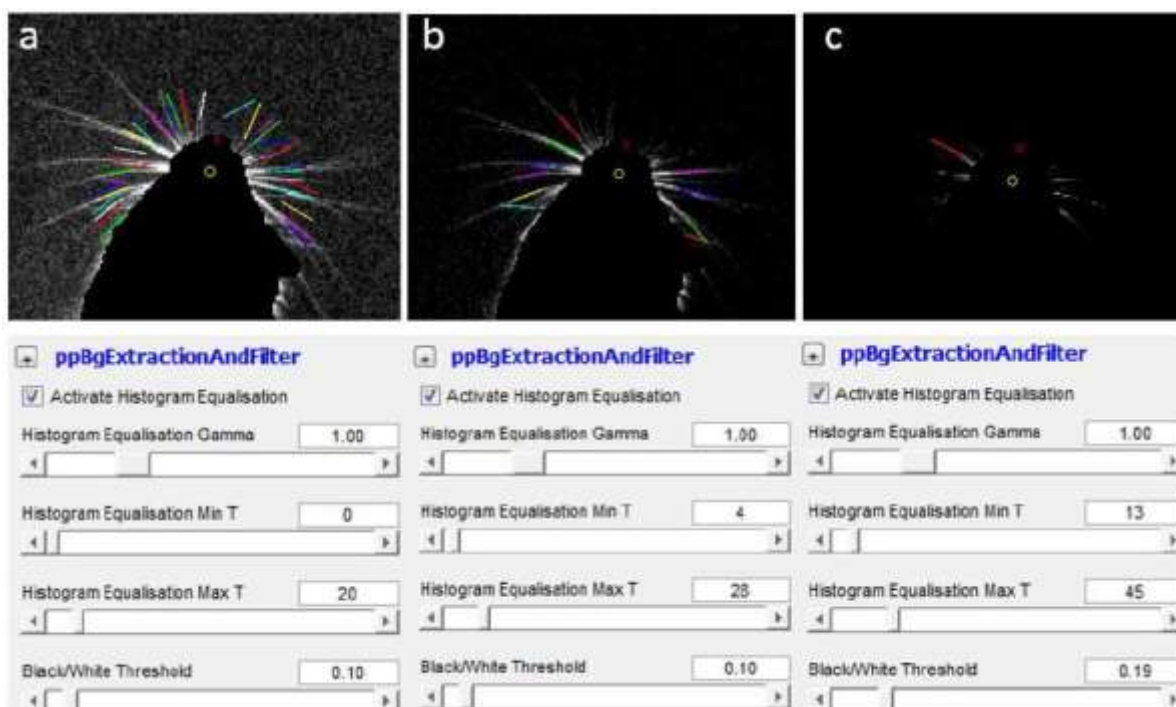 a b c
ppBgExtractionAndFilter ppBgExtractionAndFilter ppBgExtractionAndFilter
Activate Histogram Equalisation Activate Histogram Equalisation Activate Histogram Equalisation
Histogram Equalisation Gamma 1.00 Histogram Equalisation Gamma 1.00 Histogram Equalisation Gamma 1.00
Histogram Equalisation Min T 0 Histogram Equalisation Min T 4 Histogram Equalisation Min T 13
Histogram Equalisation Max T 20 Histogram Equalisation Max T 28 Histogram Equalisation Max T 45
Black/White Threshold 0.10 Black/White Threshold 0.10 Black/White Threshold 0.19